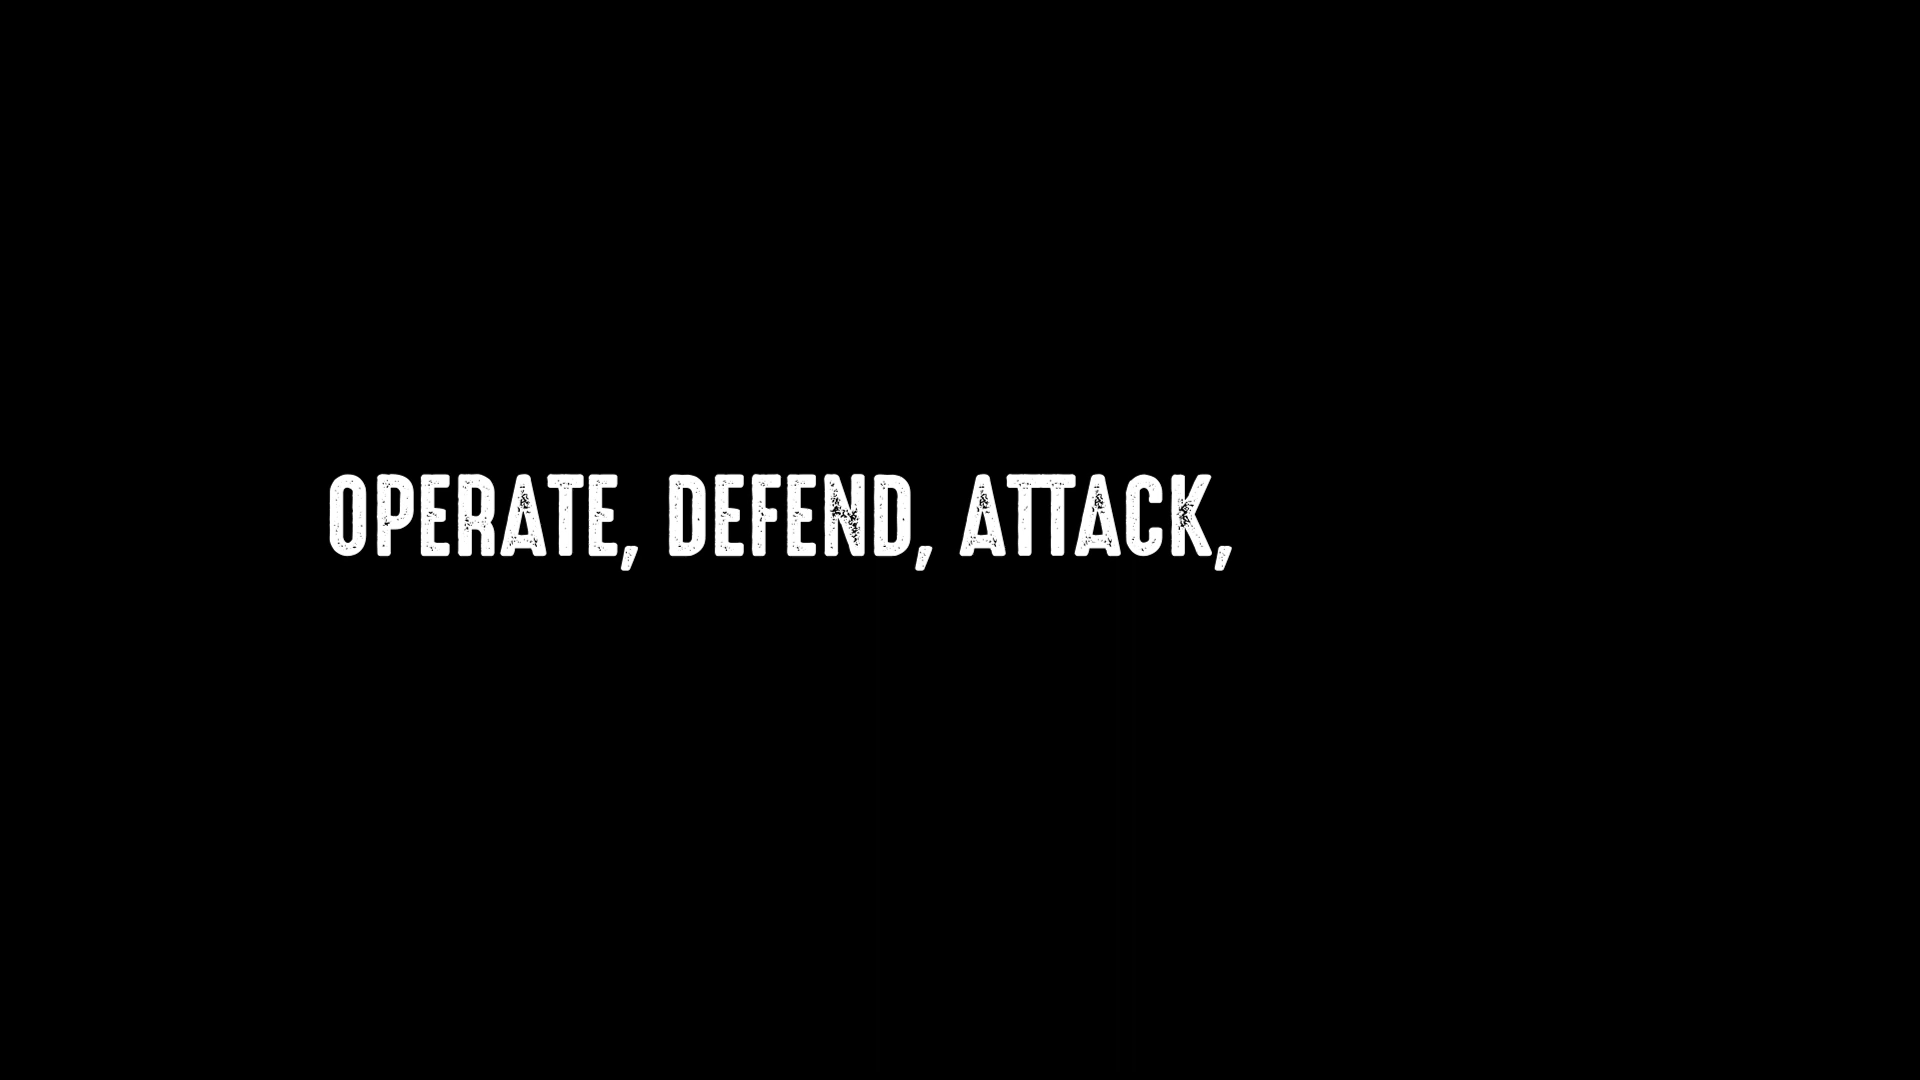 OPERATE, DEFEND, ATTACK,